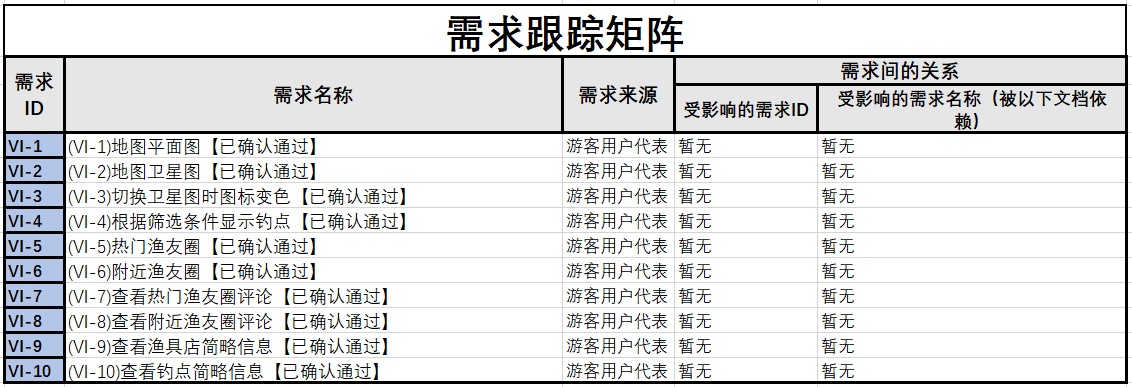 需求跟踪矩阵
需求ID 需求名称 需求来源 需求间的关系
受影响的需求ID 受影响的需求名称（被以下文档依赖）
VI-1 (VI-1)地图平面图【已确认通过】 游客用户代表 暂无 暂无
VI-2 (VI-2)地图卫星图【已确认通过】 游客用户代表 暂无 暂无
VI-3 (VI-3)切换卫星图时图标变色【已确认通过】 游客用户代表 暂无 暂无
VI-4 (VI-4)根据筛选条件显示钓点【已确认通过】 游客用户代表 暂无 暂无
VI-5 (VI-5)热门渔友圈【已确认通过】 游客用户代表 暂无 暂无
VI-6 (VI-6)附近渔友圈【已确认通过】 游客用户代表 暂无 暂无
VI-7 (VI-7)查看热门渔友圈评论【已确认通过】 游客用户代表 暂无 暂无
VI-8 (VI-8)查看附近渔友圈评论【已确认通过】 游客用户代表 暂无 暂无
VI-9 (VI-9)查看渔具店简略信息【已确认通过】 游客用户代表 暂无 暂无
VI-10 (VI-10)查看钓点简略信息【已确认通过】 游客用户代表 暂无 暂无